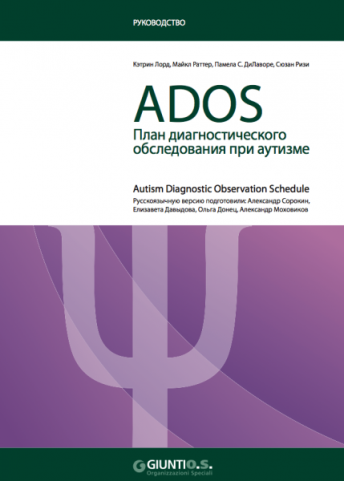 РУКОВОДСТВО
Кэтрин Лорд, Майкл Раттер, Памела С. ДиЛаворе, Сюзан Ризи
ADOS
План диагностического
обследования при аутизме
Autism Diagnostic Observation Schedule
Русскоязычную версию подготовили: Александр Сорокин,
Елизавета Давыдова, Ольга Донец, Александр Моховиков
GIUNTI O.S.
Organizzazioni Speciali